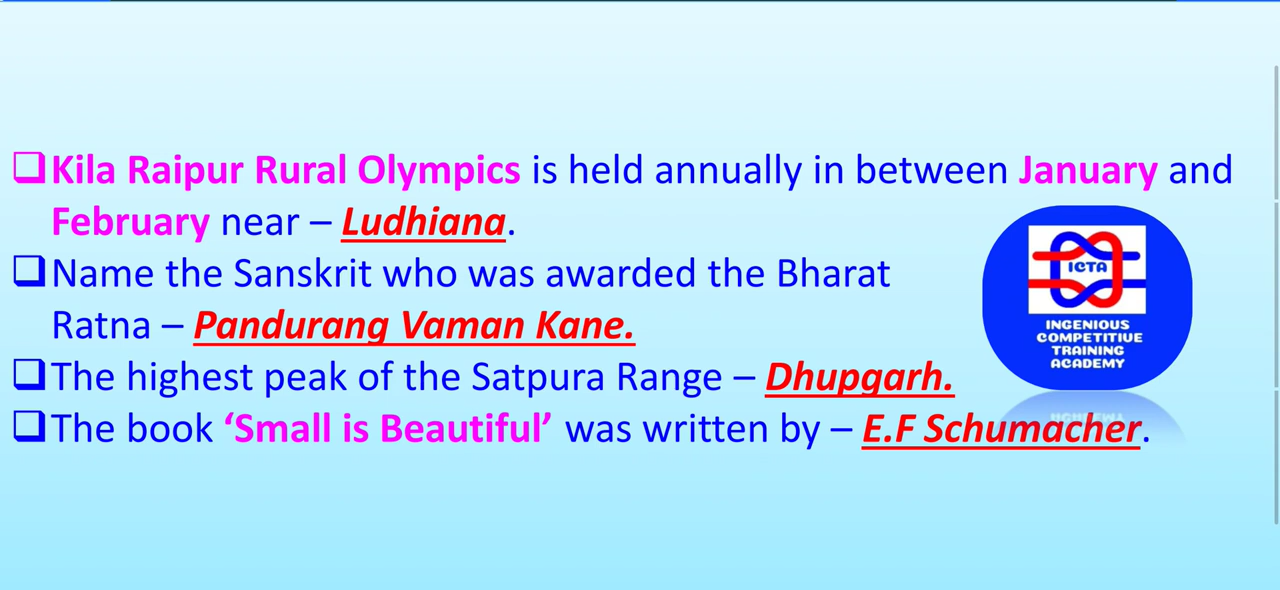 ❑Kila Raipur Rural Olympics is held annually in between January and
February near – Ludhiana.
❑Name the Sanskrit who was awarded the Bharat
Ratna – Pandurang Vaman Kane.
❑The highest peak of the Satpura Range – Dhupgarh.
❑The book ‘Small is Beautiful’ was written by – E.F Schumacher.
ICTA
INGENIOUS
COMPETITIVE
TRAINING
ACADEMY